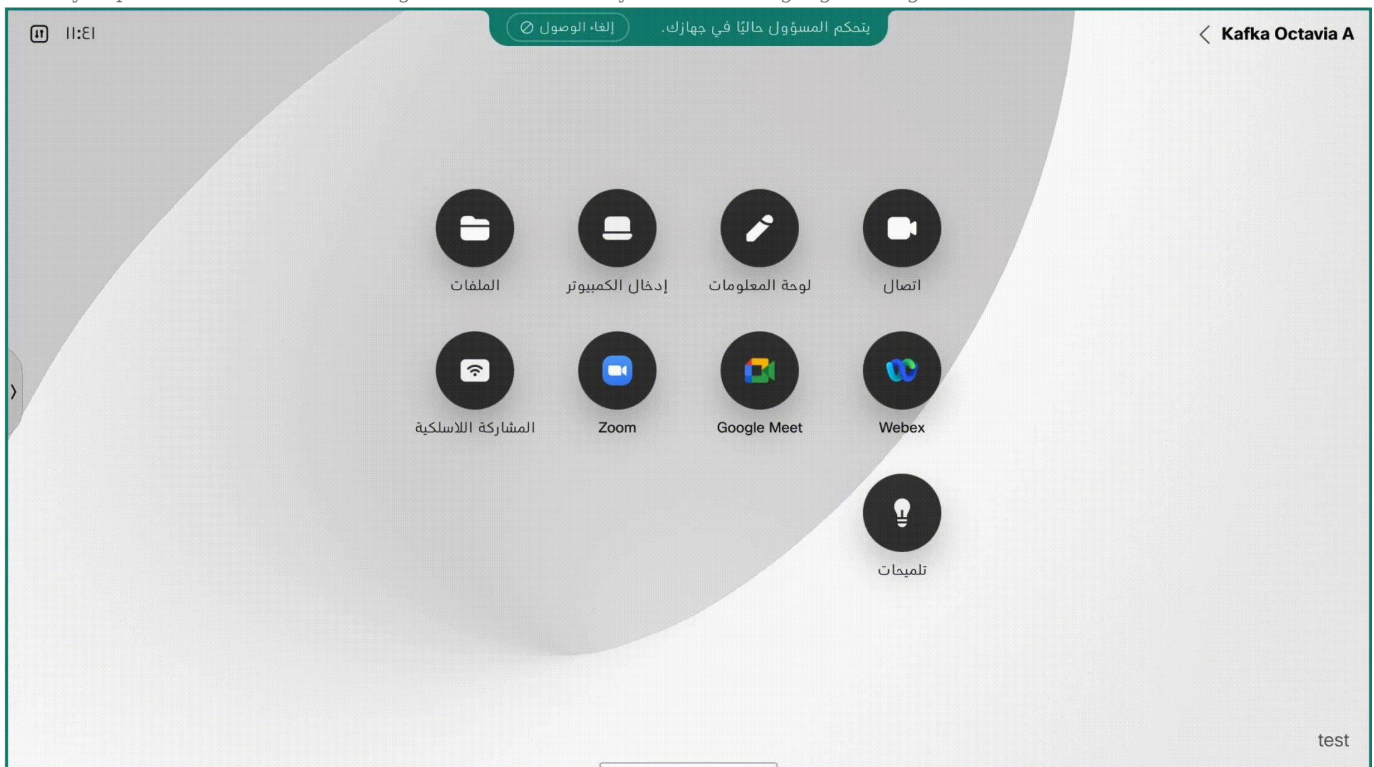 Kafka Octavia A
يتحكم المسؤول حاليًا في جهازك. إلغاء الوصول
١١:٤١
اتصال
لوحة المعلومات
إدخال الكمبيوتر
الملفات
Webex
Google Meet
Zoom
المشاركة اللاسلكية
تلميحات
test